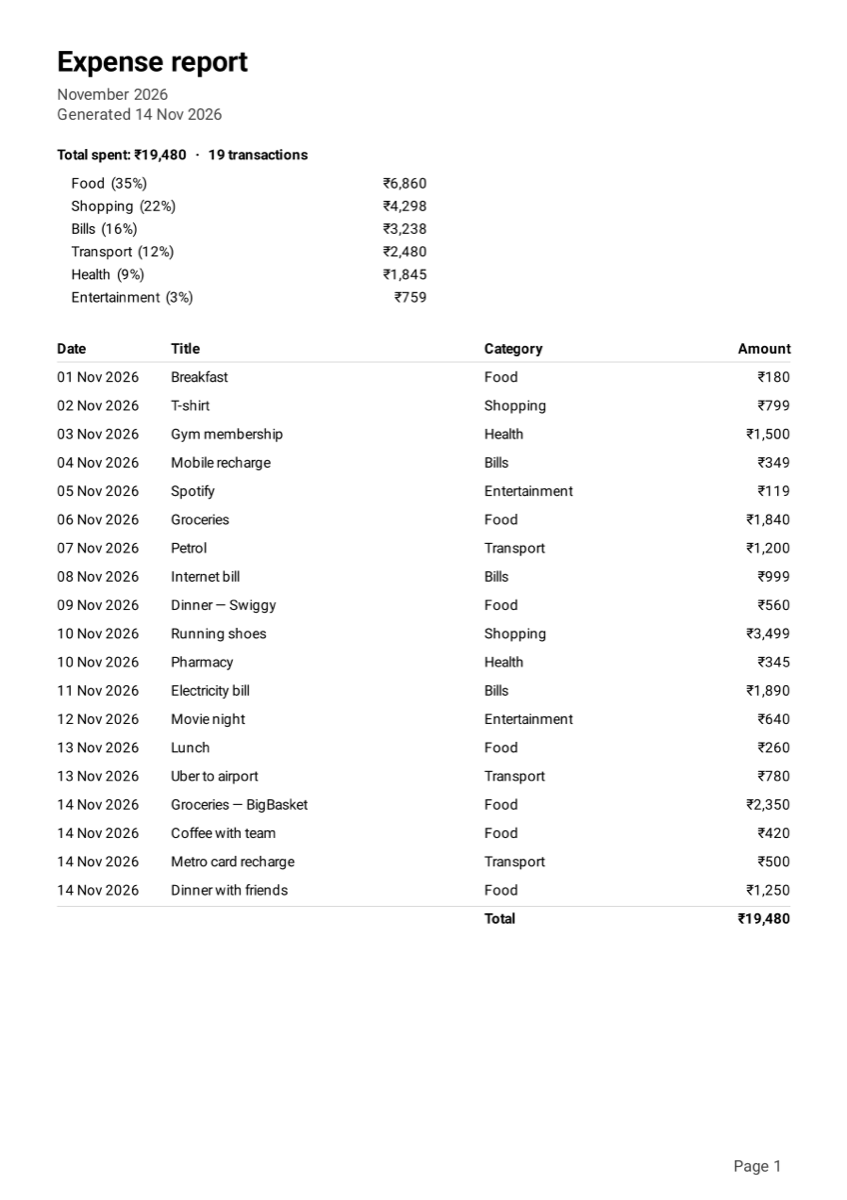 Expense report
November 2026
Generated 14 Nov 2026
Total spent: ₹19,480 · 19 transactions
Food (35%) ₹6,860
Shopping (22%) ₹4,298
Bills (16%) ₹3,238
Transport (12%) ₹2,480
Health (9%) ₹1,845
Entertainment (3%) ₹759
Date Title Category Amount
01 Nov 2026 Breakfast Food ₹180
02 Nov 2026 T-shirt Shopping ₹799
03 Nov 2026 Gym membership Health ₹1,500
04 Nov 2026 Mobile recharge Bills ₹349
05 Nov 2026 Spotify Entertainment ₹119
06 Nov 2026 Groceries Food ₹1,840
07 Nov 2026 Petrol Transport ₹1,200
08 Nov 2026 Internet bill Bills ₹999
09 Nov 2026 Dinner — Swiggy Food ₹560
10 Nov 2026 Running shoes Shopping ₹3,499
10 Nov 2026 Pharmacy Health ₹345
11 Nov 2026 Electricity bill Bills ₹1,890
12 Nov 2026 Movie night Entertainment ₹640
13 Nov 2026 Lunch Food ₹260
13 Nov 2026 Uber to airport Transport ₹780
14 Nov 2026 Groceries — BigBasket Food ₹2,350
14 Nov 2026 Coffee with team Food ₹420
14 Nov 2026 Metro card recharge Transport ₹500
14 Nov 2026 Dinner with friends Food ₹1,250
Total ₹19,480
Page 1